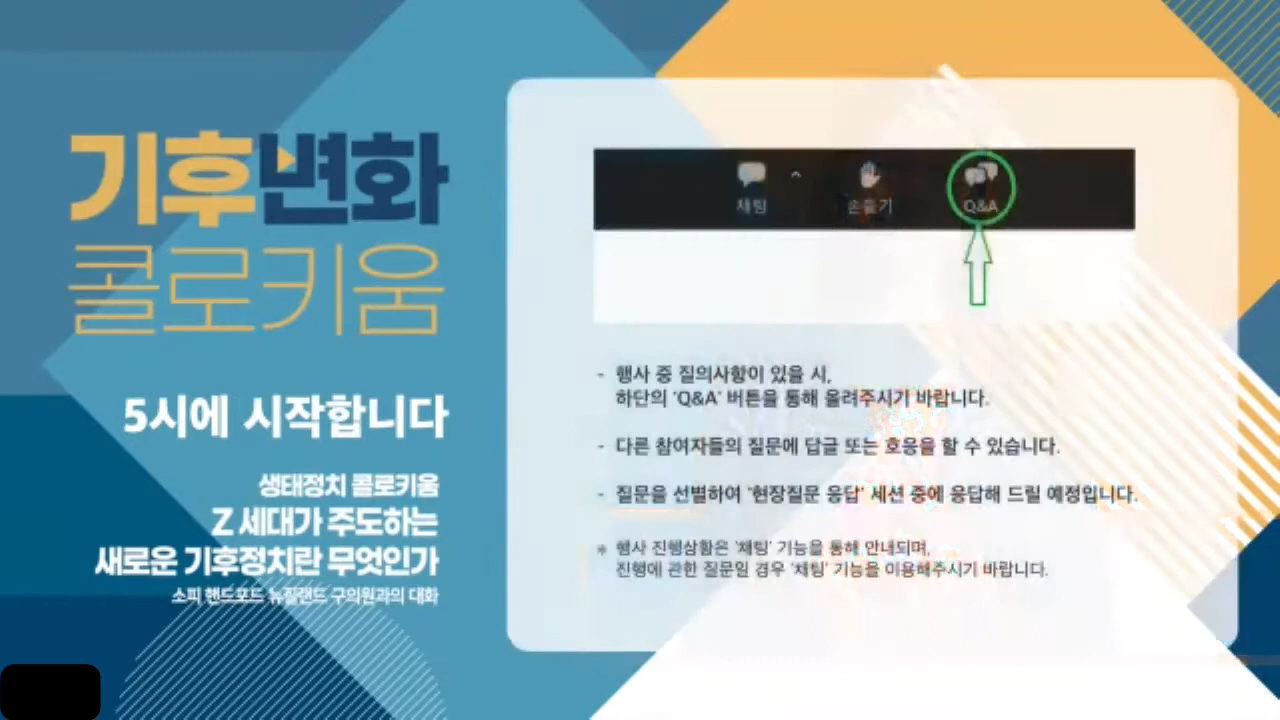 기후변화
콜로키움
5시에 시작합니다
생태정치 콜로키움
Z 세대가 주도하는
새로운 기후정치란 무엇인가
소피 핸드포드 뉴질랜드 구의원과의 대화
채팅
손들기
Q&A
- 행사 중 질의사항이 있을 시,
하단의 'Q&A' 버튼을 통해 올려주시기 바랍니다.
- 다른 참여자들의 질문에 답글 또는 호응을 할 수 있습니다.
- 질문을 선별하여 '현장질문 응답' 세션 중에 응답해 드릴 예정입니다.
* 행사 진행상황은 '채팅' 기능을 통해 안내되며,
진행에 관한 질문일 경우 '채팅' 기능을 이용해주시기 바랍니다.